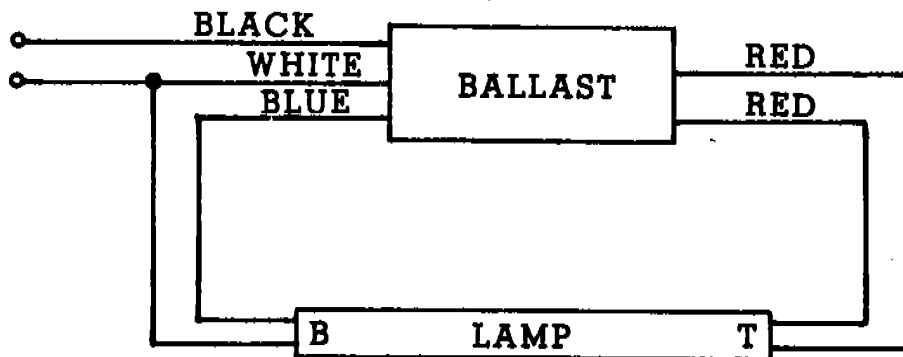 BLACK
WHITE
BLUE
BALLAST
RED
RED
B LAMP T